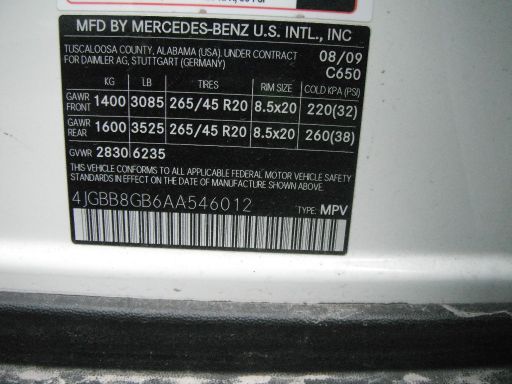 MFD BY MERCEDES-BENZ U.S. INTL., INC
TUSCALOOSA COUNTY, ALABAMA (USA). UNDER CONTRACT 08/09
FOR DAIMLER AG, STUTTGART (GERMANY) C650
KG LB TIRES RIM SIZE COLD KPA (PSI)
GAWR FRONT 1400 3085 265/45 R20 8.5x20 220(32)
GAWR REAR 1600 3525 265/45 R20 8.5x20 260(38)
GVWR 2830 6235
THIS VEHICLE CONFORMS TO ALL APPLICABLE FEDERAL MOTOR VEHICLE SAFETY
STANDARDS IN EFFECT ON THE DATE OF MANUFACTURE SHOWN ABOVE.
4JGBB8GB6AA546012 TYPE: MPV